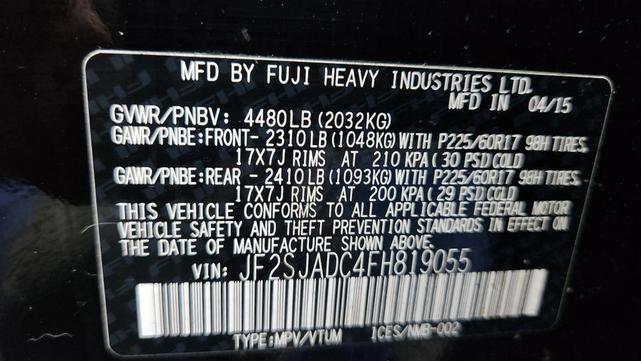 MFD BY FUJI HEAVY INDUSTRIES LTD.
MFD IN 04/15
GVWR/PNBV: 4480LB (2032KG)
GAWR/PNBE:FRONT- 2310LB (1048KG) WITH P225/60R17 98H TIRES,
17X7J RIMS AT 210 KPA (30 PSI) COLD
GAWR/PNBE:REAR - 2410LB (1093KG) WITH P225/60R17 98H TIRES,
17X7J RIMS AT 200 KPA (29 PSI) COLD
THIS VEHICLE CONFORMS TO ALL APPLICABLE FEDERAL MOTOR
VEHICLE SAFETY AND THEFT PREVENTION STANDARDS IN EFFECT ON
THE DATE OF MANUFACTURE SHOWN ABOVE.
VIN: JF2SJADC4FH819055
TYPE:MPV/VTUM ICES/NMB-002